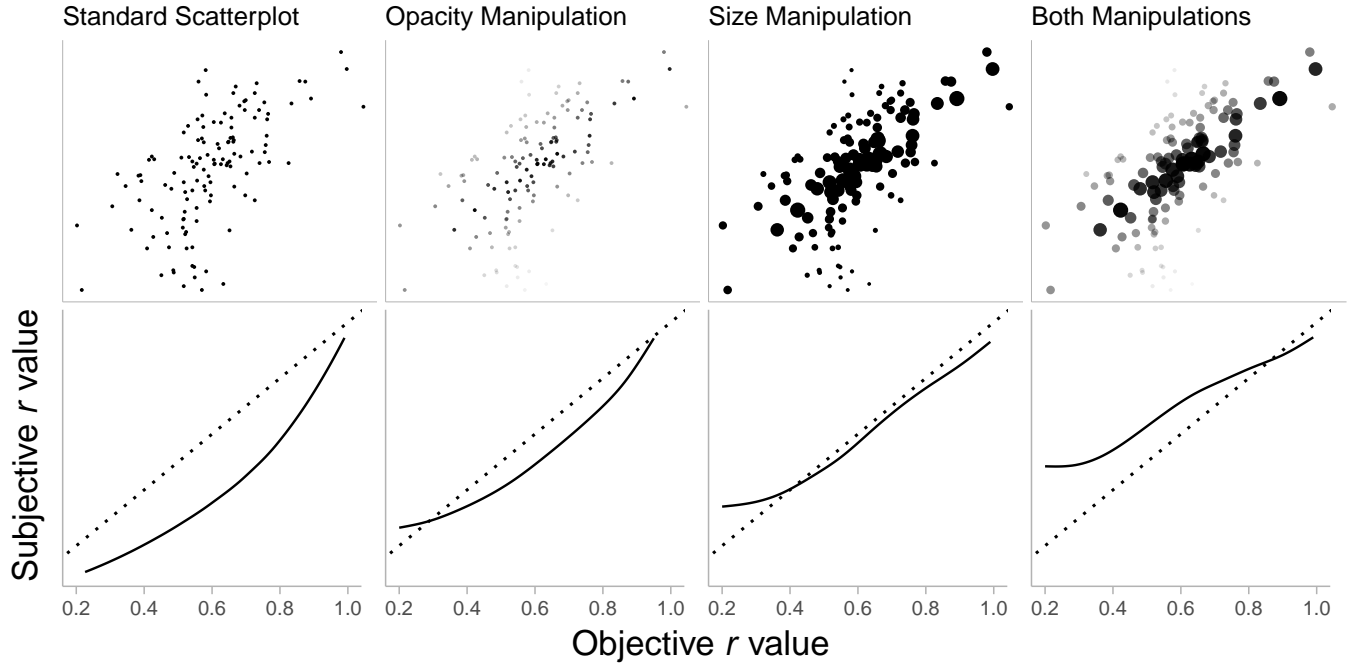 Standard Scatterplot
Opacity Manipulation
Size Manipulation
Both Manipulations
Subjective r value
0.2 0.4 0.6 0.8 1.0
0.2 0.4 0.6 0.8 1.0
0.2 0.4 0.6 0.8 1.0
0.2 0.4 0.6 0.8 1.0
Objective r value